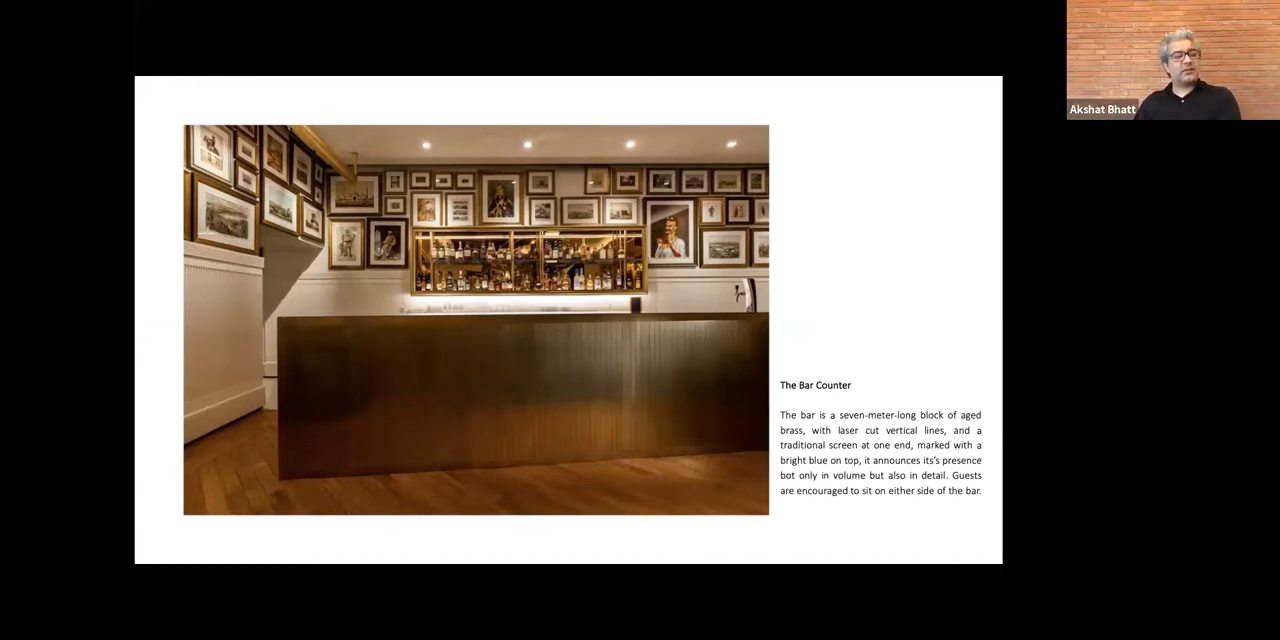 Akshat Bhatt
The Bar Counter
The bar is a seven-meter-long block of aged
brass, with laser cut vertical lines, and a
traditional screen at one end, marked with a
bright blue on top, it announces its's presence
bot only in volume but also in detail. Guests
are encouraged to sit on either side of the bar.